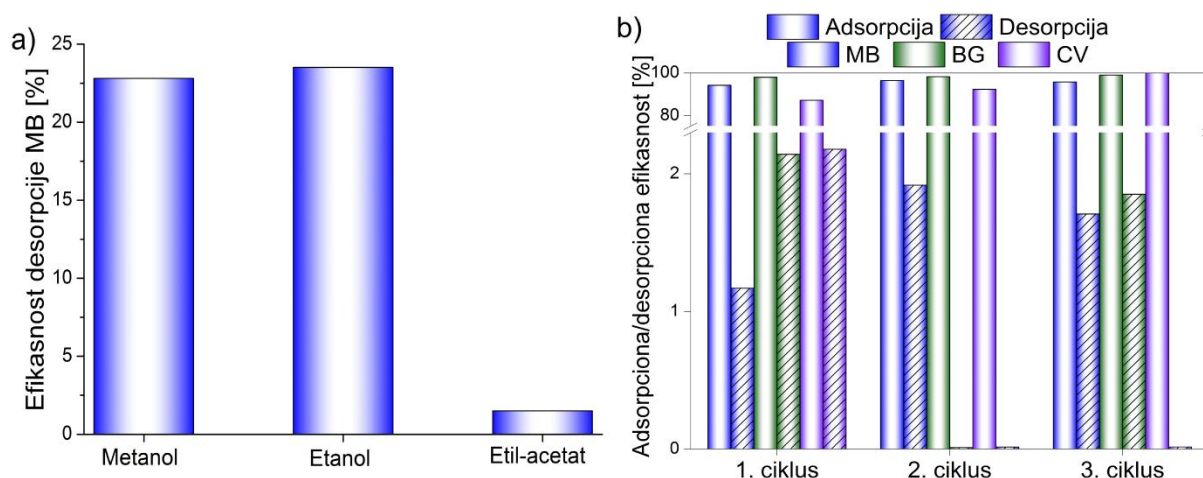 a)
Efikasnost desorpcije MB [%]
25
20
15
10
5
0
Metanol Etanol Etil-acetat
b)
Adsorpcija Desorpcija
MB BG CV
Adsorpciona/desorpciona efikasnost [%]
100
80
2
1
0
1. ciklus 2. ciklus 3. ciklus